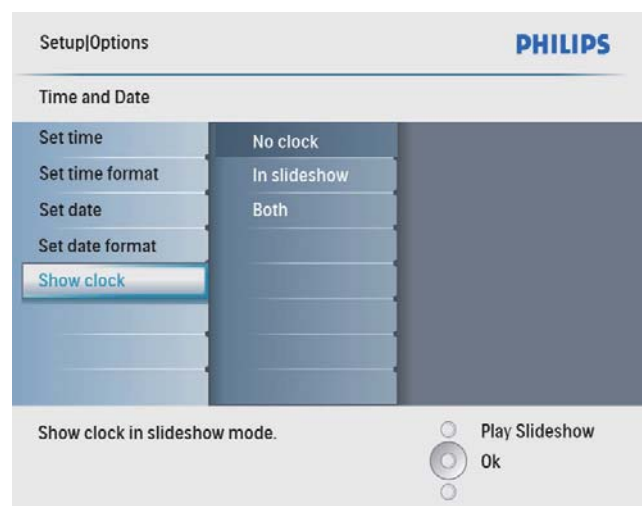 Setup|Options
PHILIPS
Time and Date
Set time
Set time format
Set date
Set date format
Show clock
No clock
In slideshow
Both
Show clock in slideshow mode.
Play Slideshow
Ok